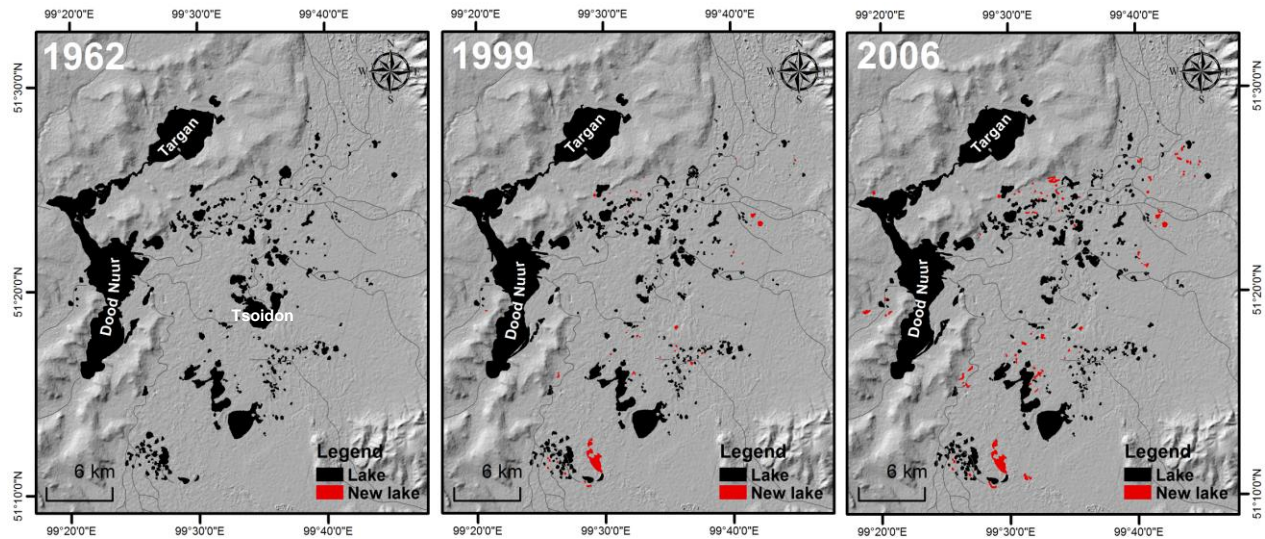 99°20'0"E 99°30'0"E 99°40'0"E
99°20'0"E 99°30'0"E 99°40'0"E
99°20'0"E 99°30'0"E 99°40'0"E
1962
N
W E
S
51°30'0"N
51°20'0"N
51°10'0"N
Targan
Dood Nuur
Tsoidon
Legend
Lake
New lake
6 km
99°20'0"E 99°30'0"E 99°40'0"E
1999
N
W E
S
Targan
Dood Nuur
Legend
Lake
New lake
6 km
99°20'0"E 99°30'0"E 99°40'0"E
2006
N
W E
S
51°30'0"N
51°20'0"N
51°10'0"N
Targan
Dood Nuur
Legend
Lake
New lake
6 km
99°20'0"E 99°30'0"E 99°40'0"E